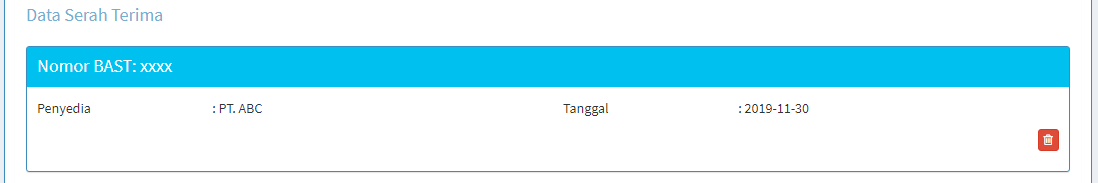 Data Serah Terima
Nomor BAST: xxxx
Penyedia : PT. ABC Tanggal : 2019-11-30